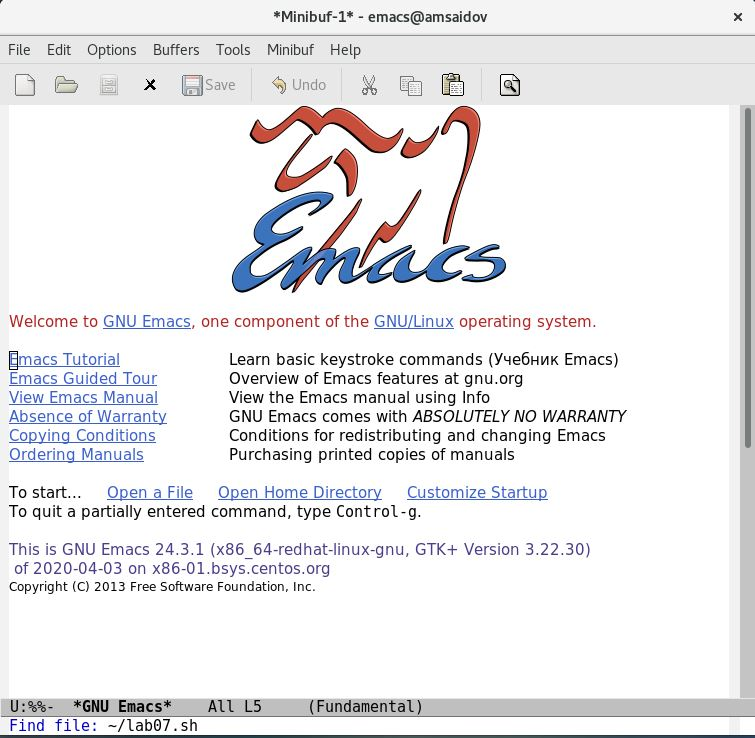 *Minibuf-1* - emacs@amsaidov ×
File Edit Options Buffers Tools Minibuf Help
Save Undo
Emacs
Welcome to GNU Emacs, one component of the GNU/Linux operating system.
Emacs Tutorial Learn basic keystroke commands (Учебник Emacs)
Emacs Guided Tour Overview of Emacs features at gnu.org
View Emacs Manual View the Emacs manual using Info
Absence of Warranty GNU Emacs comes with ABSOLUTELY NO WARRANTY
Copying Conditions Conditions for redistributing and changing Emacs
Ordering Manuals Purchasing printed copies of manuals
To start... Open a File Open Home Directory Customize Startup
To quit a partially entered command, type Control-g.
This is GNU Emacs 24.3.1 (x86_64-redhat-linux-gnu, GTK+ Version 3.22.30)
of 2020-04-03 on x86-01.bsys.centos.org
Copyright (C) 2013 Free Software Foundation, Inc.
U:%%- *GNU Emacs* All L5 (Fundamental)
Find file: ~/lab07.sh